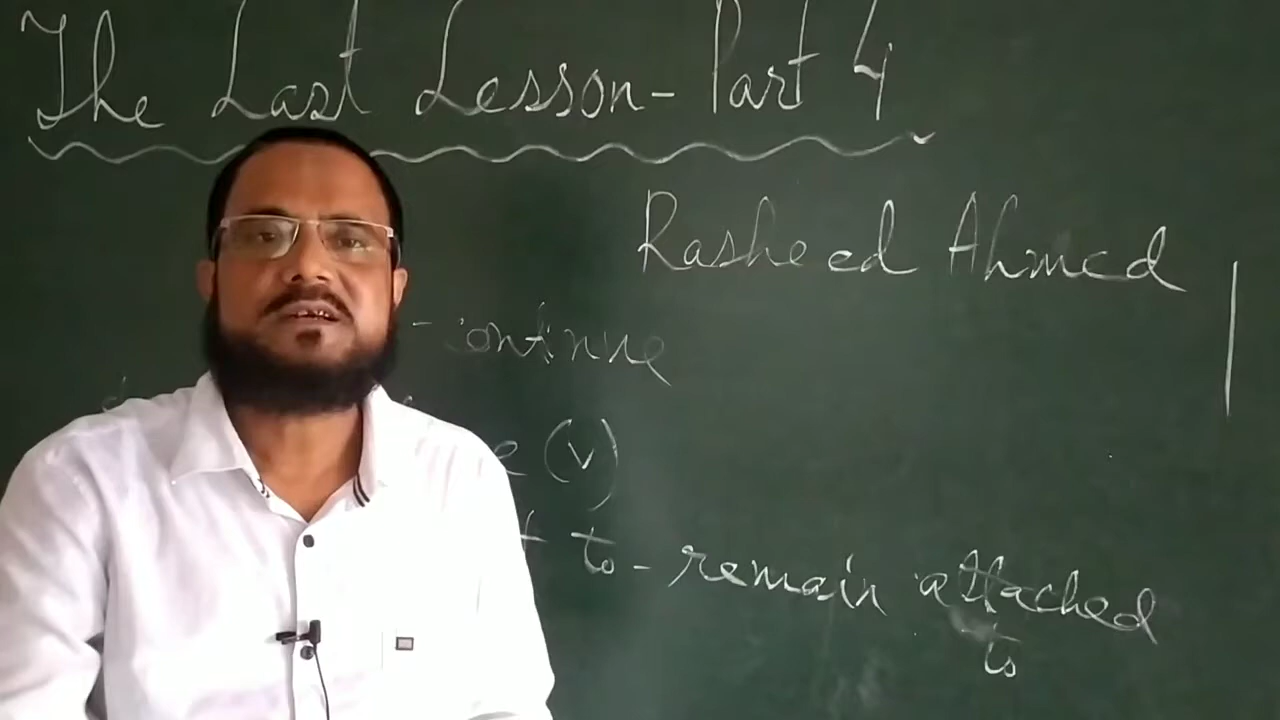 The Last Lesson - Part 4
Rasheed Ahmed
- continue
e (v)
t to - remain attached
to